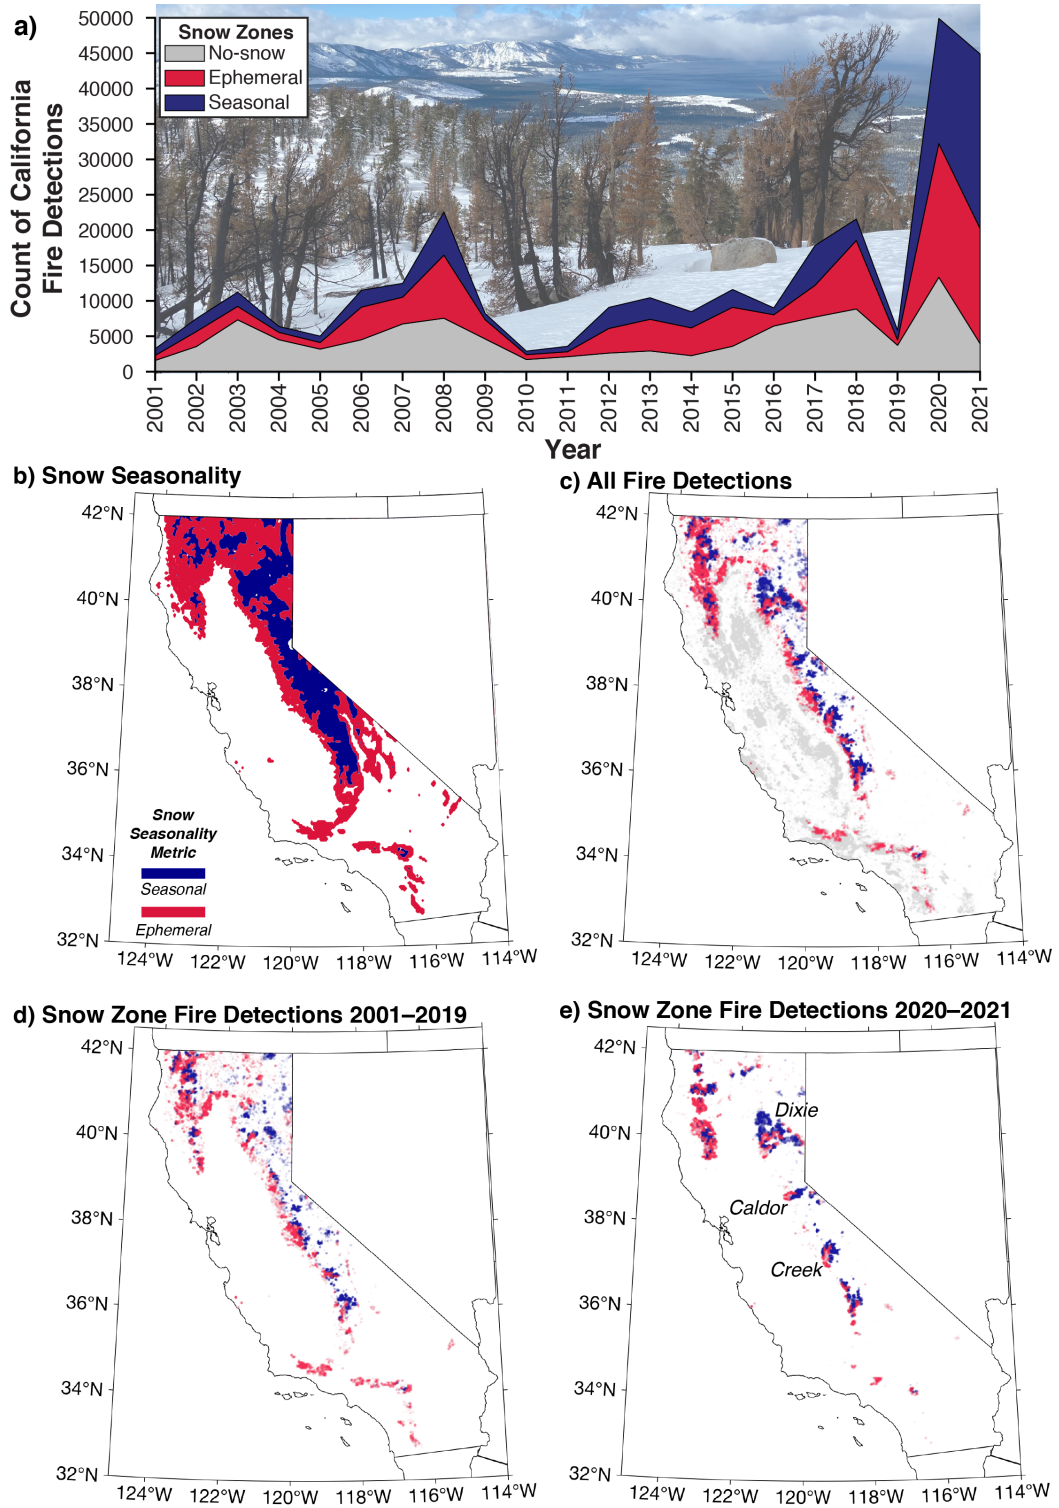 a)
Count of California
Fire Detections
50000
45000
40000
35000
30000
25000
20000
15000
10000
5000
0
Snow Zones
No-snow
Ephemeral
Seasonal
2001
2002
2003
2004
2005
2006
2007
2008
2009
2010
2011
2012
2013
2014
2015
2016
2017
2018
2019
2020
2021
Year
b) Snow Seasonality
42°N
40°N
38°N
36°N
34°N
32°N
Snow
Seasonality
Metric
Seasonal
Ephemeral
124°W 122°W 120°W 118°W 116°W 114°W
c) All Fire Detections
42°N
40°N
38°N
36°N
34°N
32°N
124°W 122°W 120°W 118°W 116°W 114°W
d) Snow Zone Fire Detections 2001–2019
42°N
40°N
38°N
36°N
34°N
32°N
124°W 122°W 120°W 118°W 116°W 114°W
e) Snow Zone Fire Detections 2020–2021
42°N
40°N
38°N
36°N
34°N
32°N
Dixie
Caldor
Creek
124°W 122°W 120°W 118°W 116°W 114°W